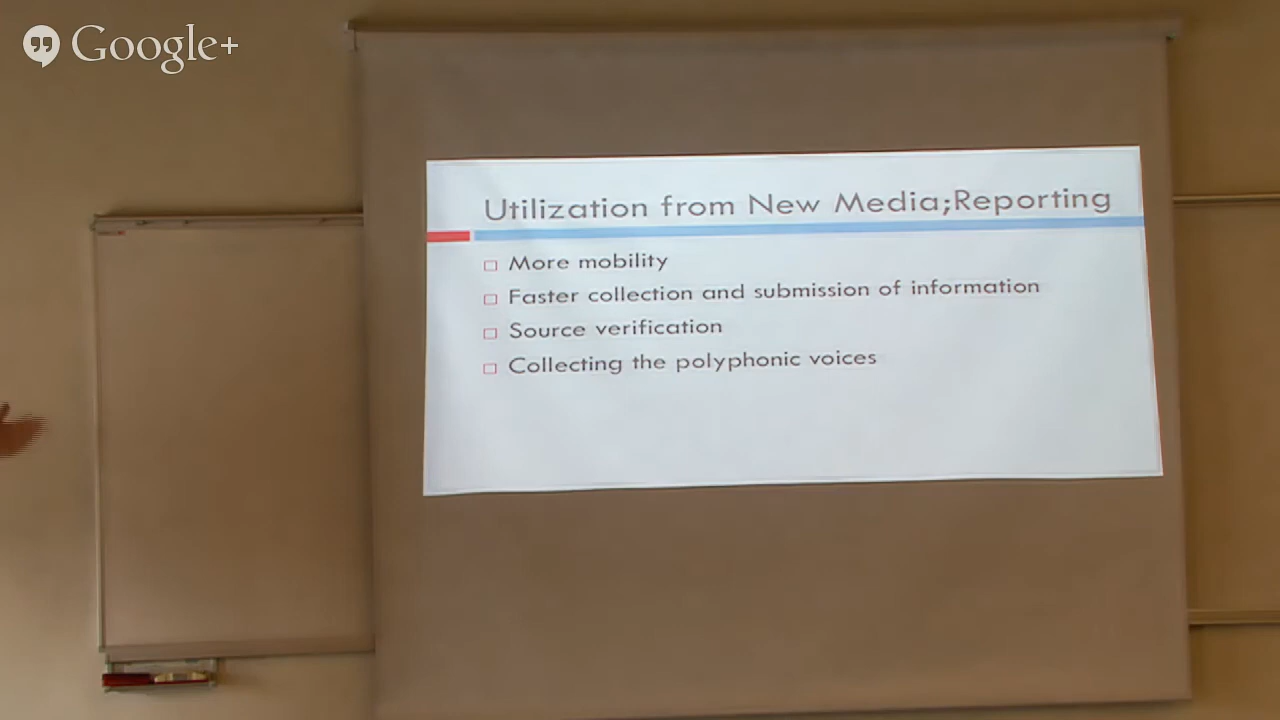 Google+
Utilization from New Media;Reporting
More mobility
Faster collection and submission of information
Source verification
Collecting the polyphonic voices